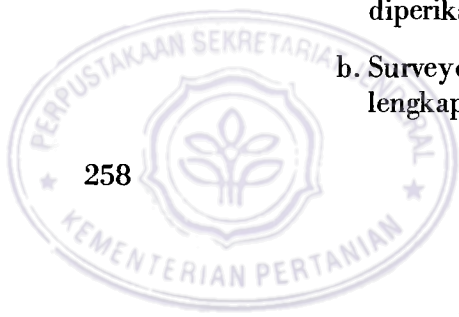 diperika
b. Surveyo
lengkap
258
PERPUSTAKAAN SEKRETARIAT JENDERAL
KEMENTERIAN PERTANIAN